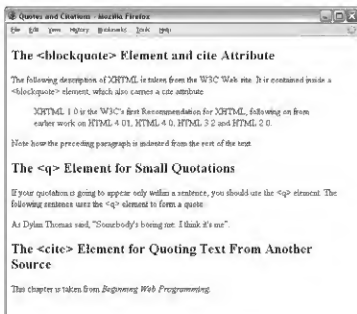 Quotes and Citations - Mozilla Firefox
File Edit View History Bookmarks Tools Help
The <blockquote> Element and cite Attribute
The following description of XHTML is taken from the W3C Web site. It is contained inside a
<blockquote> element, which also carries a cite attribute
XHTML 1.0 is the W3C's first Recommendation for XHTML, following on from
earlier work on HTML 4.01, HTML 4.0, HTML 3.2 and HTML 2.0.
Note how the preceding paragraph is indented from the rest of the text.
The <q> Element for Small Quotations
If your quotation is going to appear only within a sentence, you should use the <q> element. The
following sentence uses the <q> element to form a quote
As Dylan Thomas said, "Somebody's boring me. I think it's me".
The <cite> Element for Quoting Text From Another
Source
This chapter is taken from Beginning Web Programming.